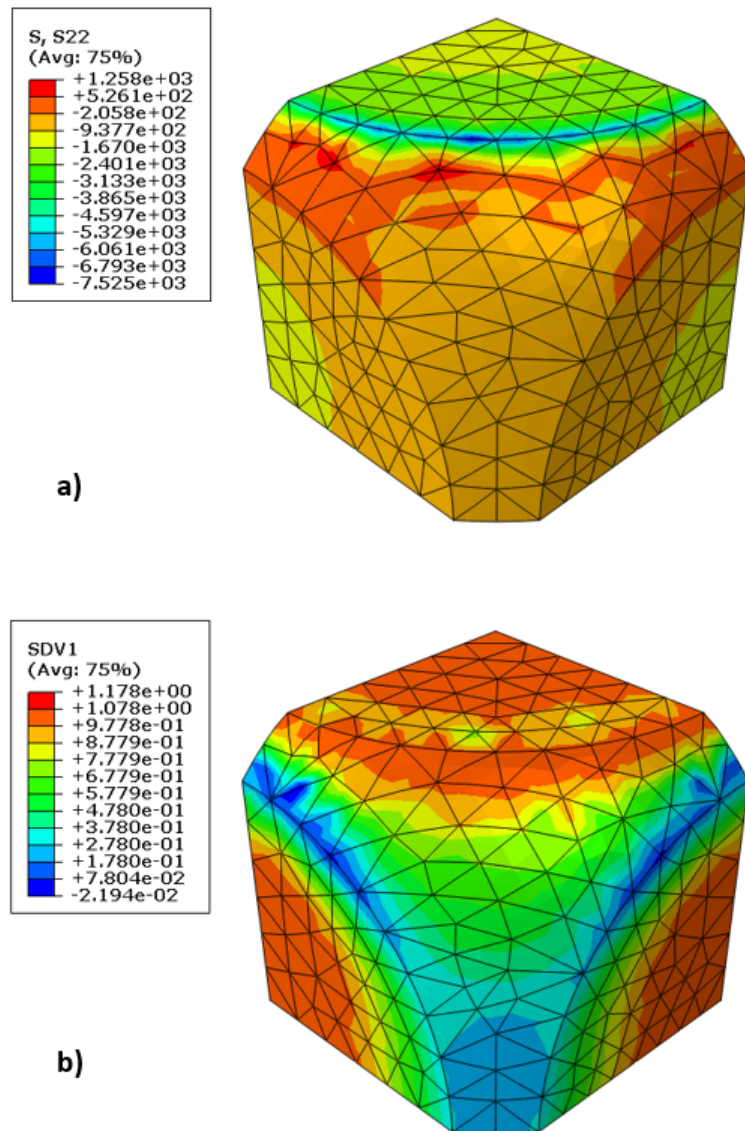 S, S22
(Avg: 75%)
+1.258e+03
+5.261e+02
-2.058e+02
-9.377e+02
-1.670e+03
-2.401e+03
-3.133e+03
-3.865e+03
-4.597e+03
-5.329e+03
-6.061e+03
-6.793e+03
-7.525e+03
a)
SDV1
(Avg: 75%)
+1.178e+00
+1.078e+00
+9.778e-01
+8.779e-01
+7.779e-01
+6.779e-01
+5.779e-01
+4.780e-01
+3.780e-01
+2.780e-01
+1.780e-01
+7.804e-02
-2.194e-02
b)